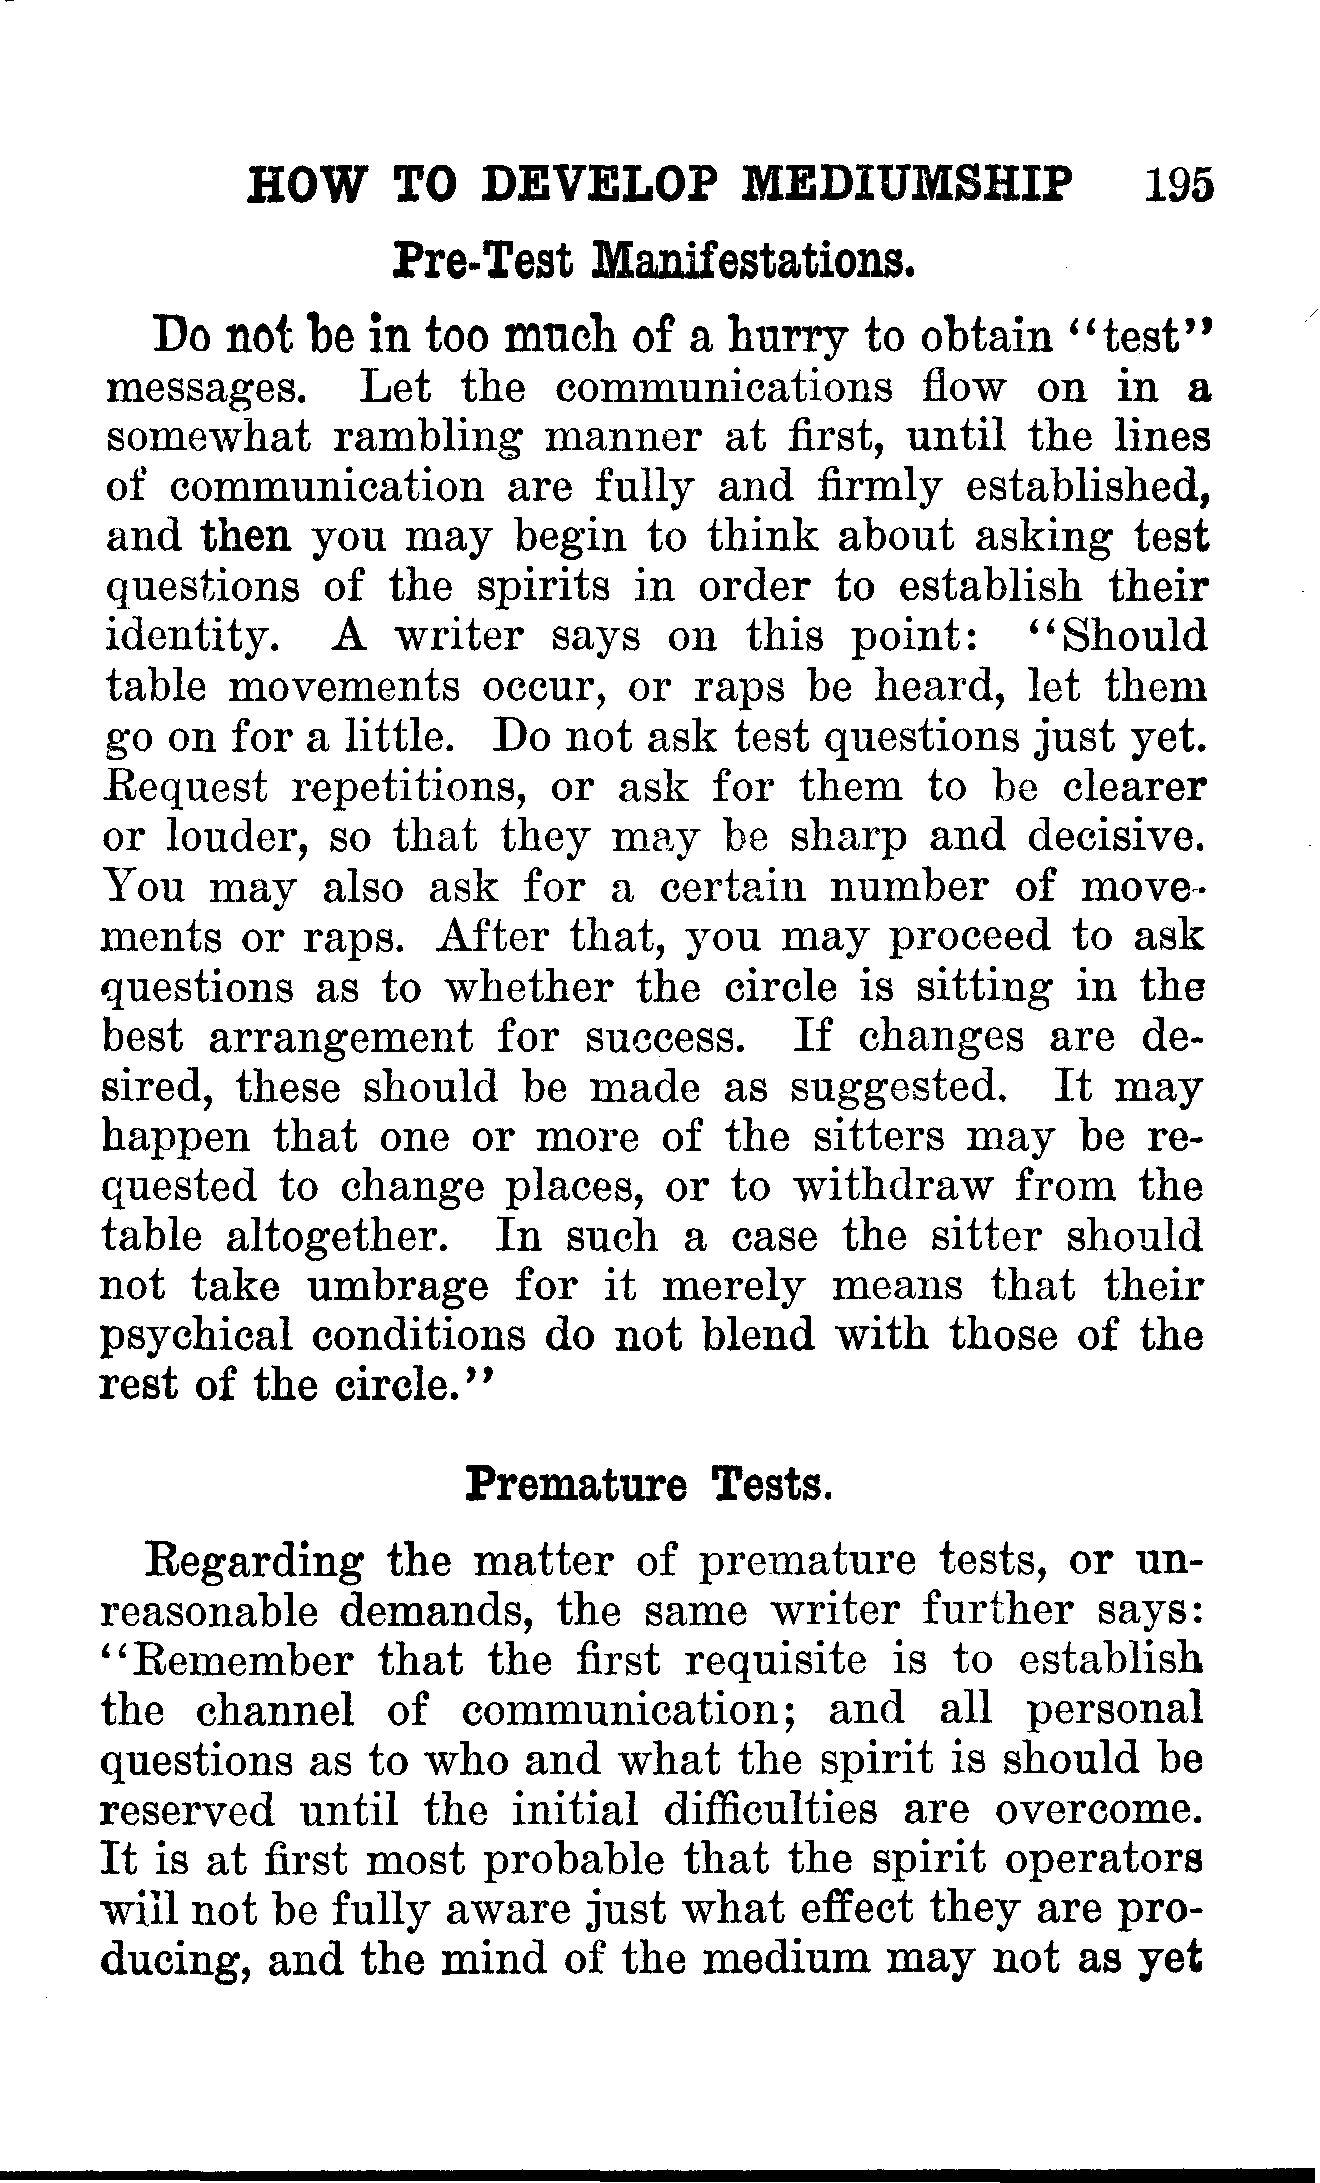 HOW TO DEVELOP MEDIUMSHIP 195
Pre-Test Manifestations.
Do not be in too much of a hurry to obtain “test”
messages. Let the communications flow on in a
somewhat rambling manner at first, until the lines
of communication are fully and firmly established,
and then you may begin to think about asking test
questions of the spirits in order to establish their
identity. A writer says on this point: “Should
table movements occur, or raps be heard, let them
go on for a little. Do not ask test questions just yet.
Request repetitions, or ask for them to be clearer
or louder, so that they may be sharp and decisive.
You may also ask for a certain number of move-
ments or raps. After that, you may proceed to ask
questions as to whether the circle is sitting in the
best arrangement for success. If changes are de-
sired, these should be made as suggested. It may
happen that one or more of the sitters may be re-
quested to change places, or to withdraw from the
table altogether. In such a case the sitter should
not take umbrage for it merely means that their
psychical conditions do not blend with those of the
rest of the circle.”
Premature Tests.
Regarding the matter of premature tests, or un-
reasonable demands, the same writer further says:
“Remember that the first requisite is to establish
the channel of communication; and all personal
questions as to who and what the spirit is should be
reserved until the initial difficulties are overcome.
It is at first most probable that the spirit operators
will not be fully aware just what effect they are pro-
ducing, and the mind of the medium may not as yet